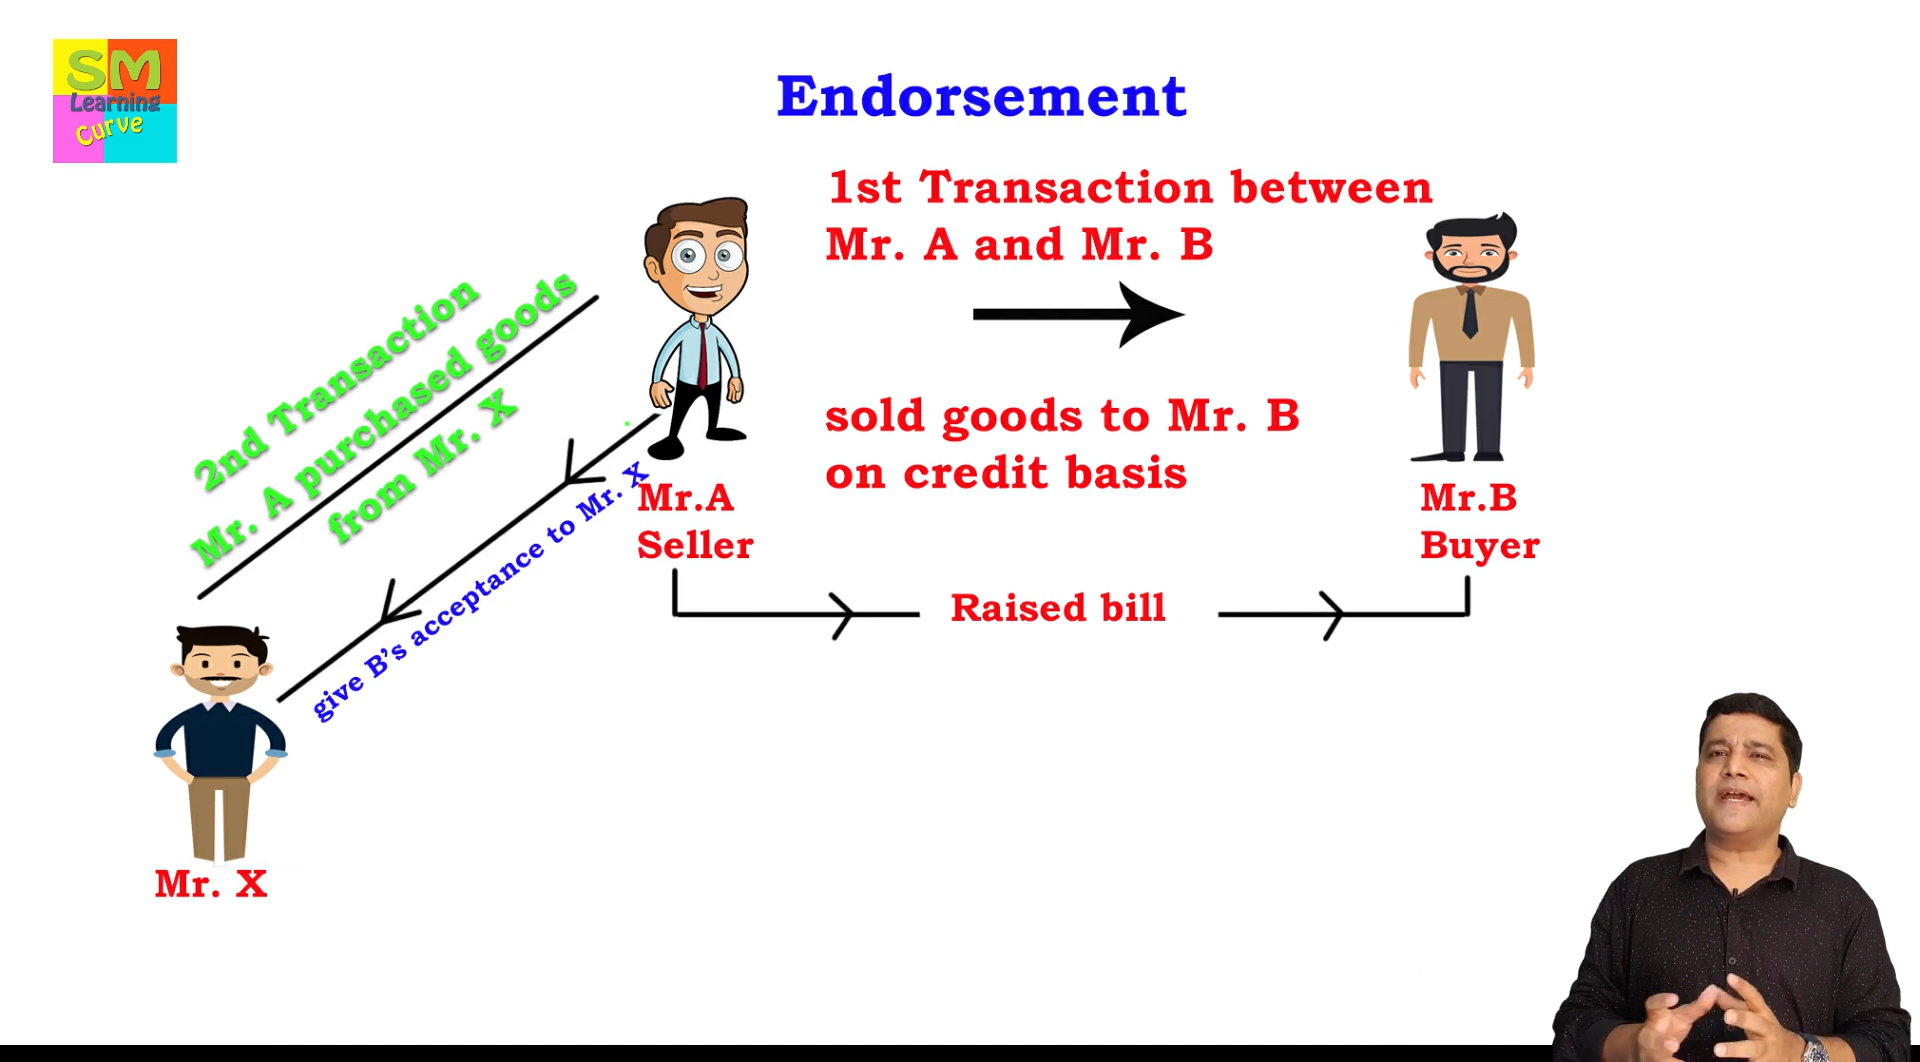 SM
Learning
Curve
Endorsement
1st Transaction between
Mr. A and Mr. B
2nd Transaction
Mr. A purchased goods
from Mr. X
sold goods to Mr. B
on credit basis
give B's acceptance to Mr. X
Mr.A
Seller
Mr.B
Buyer
Raised bill
Mr. X